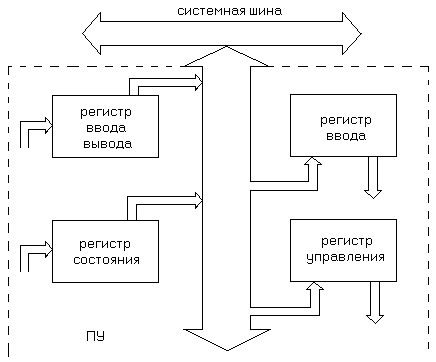 системная шина
регистр
ввода
вывода
регистр
ввода
регистр
состояния
регистр
управления
ПУ